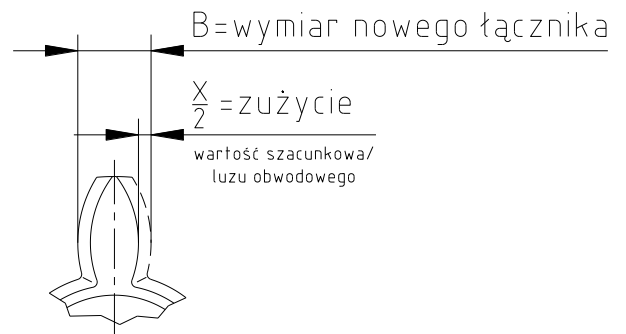 B=wymiar nowego łącznika
X/2 =zużycie
wartość szacunkowa/
luzu obwodowego